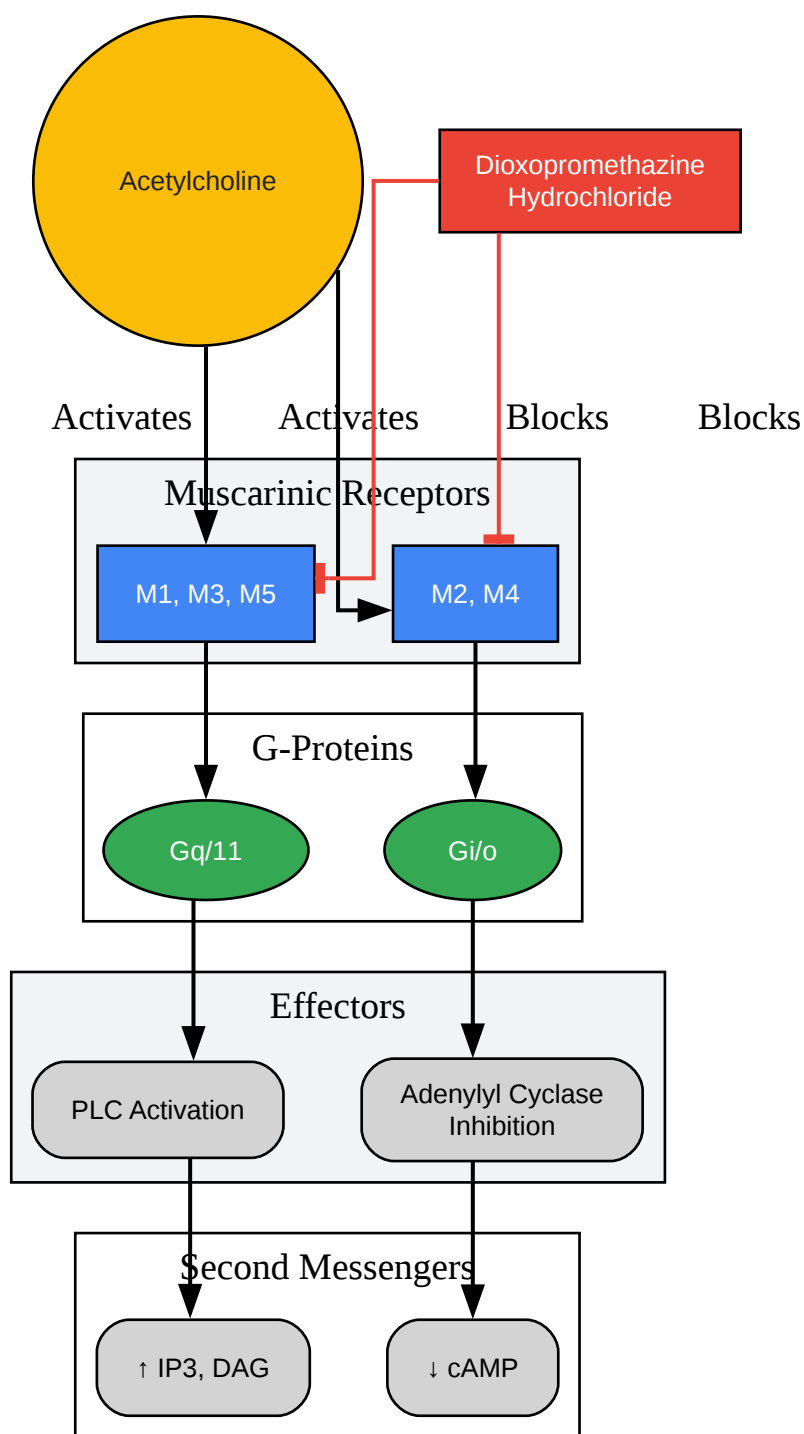 Acetylcholine
Dioxopromethazine
Hydrochloride
Activates
Activates
Blocks
Blocks
Muscarinic Receptors
M1, M3, M5
M2, M4
G-Proteins
Gq/11
Gi/o
Effectors
PLC Activation
Adenylyl Cyclase
Inhibition
Second Messengers
↑ IP3, DAG
↓ cAMP